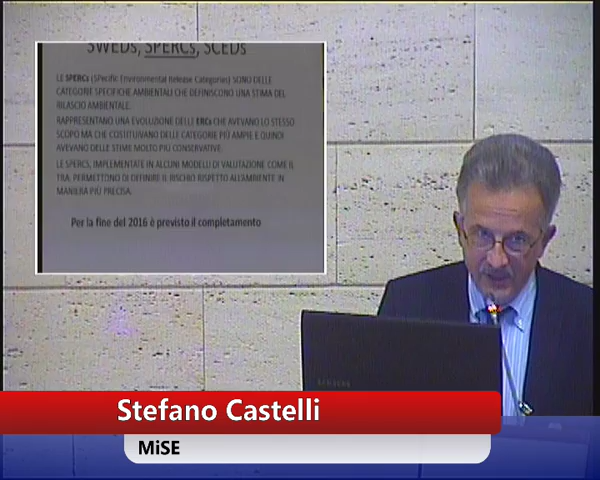 SWEDs, SPERCs, SCEDs
LE SPERCs (SPecific Environmental Release Categories) SONO DELLE
CATEGORIE SPECIFICHE AMBIENTALI CHE DEFINISCONO UNA STIMA DEL
RILASCIO AMBIENTALE.
RAPPRESENTANO UNA EVOLUZIONE DELLE ERCs CHE AVEVANO LO STESSO
SCOPO MA CHE COSTITUIVANO DELLE CATEGORIE PIÙ AMPIE E QUINDI
AVEVANO DELLE STIME MOLTO PIÙ CONSERVATIVE.
LE SPERCS, IMPLEMENTATE IN ALCUNI MODELLI DI VALUTAZIONE COME IL
TRA, PERMETTONO DI DEFINIRE IL RISCHIO RISPETTO ALL'AMBIENTE IN
MANIERA PIÙ PRECISA.
Per la fine del 2016 è previsto il completamento
Stefano Castelli
MiSE